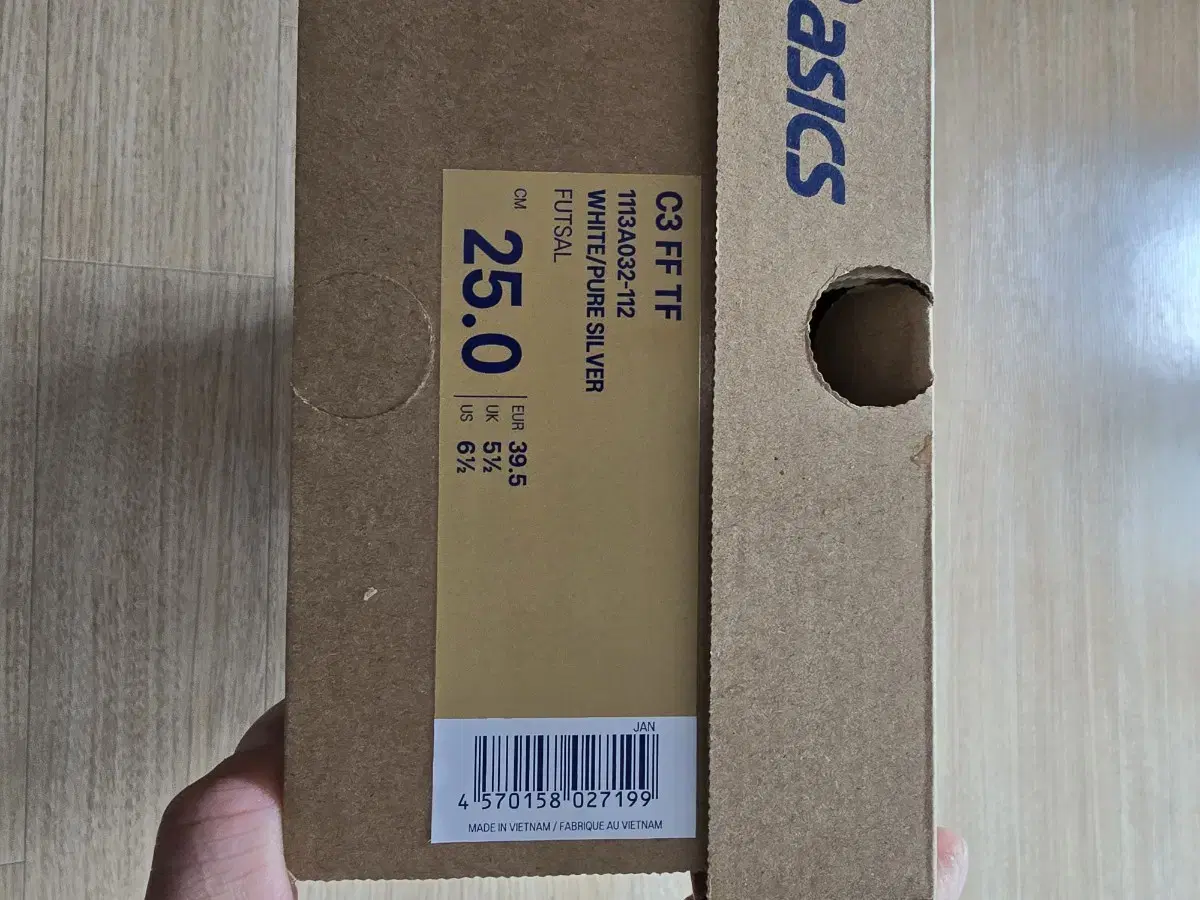 asics
C3 FF TF
1113A032-112
WHITE/PURE SILVER
FUTSAL
CM 25.0
EUR 39.5
UK 5½
US 6½
JAN
4 570158 027199
MADE IN VIETNAM / FABRIQUE AU VIETNAM